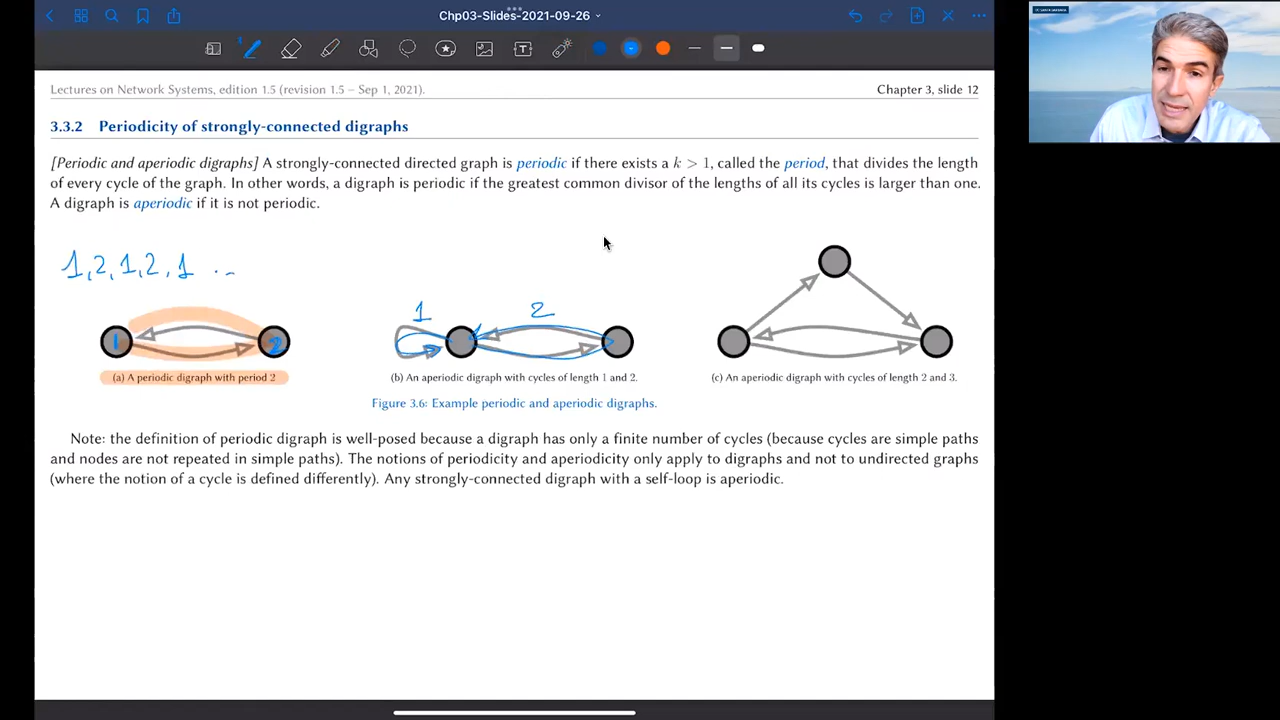 Chp03-Slides-2021-09-26
Lectures on Network Systems, edition 1.5 (revision 1.5 – Sep 1, 2021).
Chapter 3, slide 12
3.3.2 Periodicity of strongly-connected digraphs
[Periodic and aperiodic digraphs] A strongly-connected directed graph is periodic if there exists a k > 1, called the period, that divides the length
of every cycle of the graph. In other words, a digraph is periodic if the greatest common divisor of the lengths of all its cycles is larger than one.
A digraph is aperiodic if it is not periodic.
1,2,1,2,1 ...
1
2
1
2
(a) A periodic digraph with period 2
(b) An aperiodic digraph with cycles of length 1 and 2.
(c) An aperiodic digraph with cycles of length 2 and 3.
Figure 3.6: Example periodic and aperiodic digraphs.
Note: the definition of periodic digraph is well-posed because a digraph has only a finite number of cycles (because cycles are simple paths
and nodes are not repeated in simple paths). The notions of periodicity and aperiodicity only apply to digraphs and not to undirected graphs
(where the notion of a cycle is defined differently). Any strongly-connected digraph with a self-loop is aperiodic.